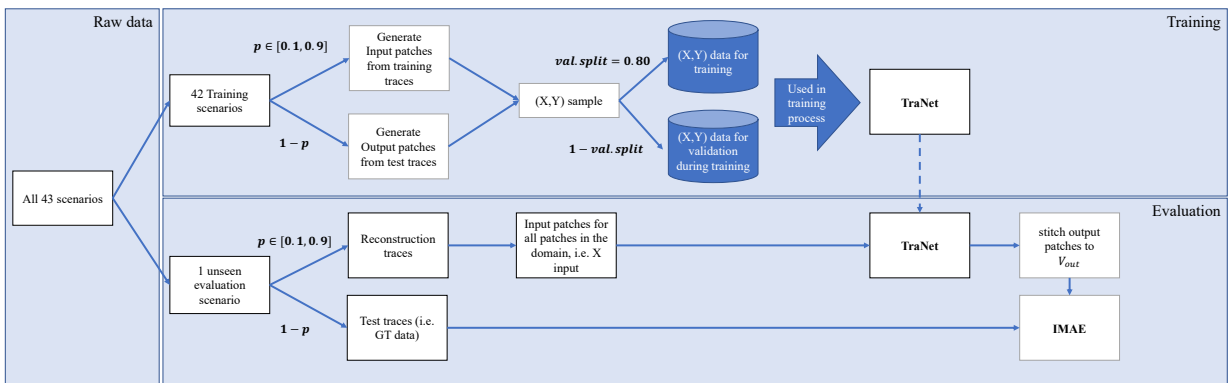 Raw data
All 43 scenarios
Training
42 Training
scenarios
p ∈ [0.1, 0.9]
1 − p
Generate
Input patches
from training
traces
Generate
Output patches
from test traces
(X,Y) sample
val.split = 0.80
1 − val.split
(X,Y) data for
training
(X,Y) data for
validation
during training
Used in
training
process
TraNet
Evaluation
1 unseen
evaluation
scenario
p ∈ [0.1, 0.9]
1 − p
Reconstruction
traces
Test traces (i.e.
GT data)
Input patches for
all patches in the
domain, i.e. X
input
TraNet
stitch output
patches to
V_out
IMAE